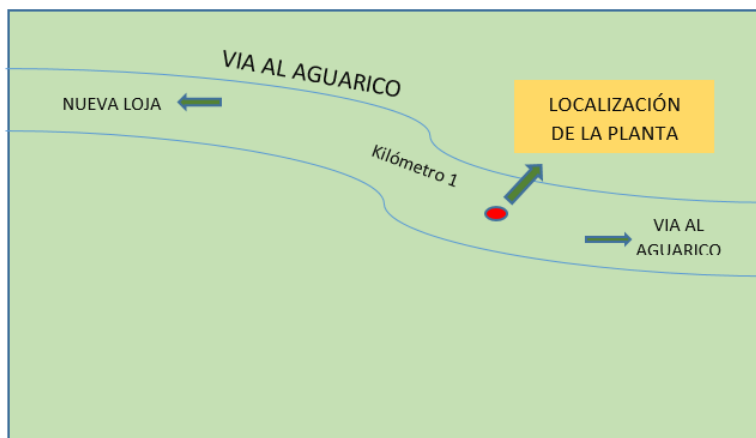 VIA AL AGUARICO
NUEVA LOJA
LOCALIZACIÓN
DE LA PLANTA
Kilómetro 1
VIA AL
AGUARICO